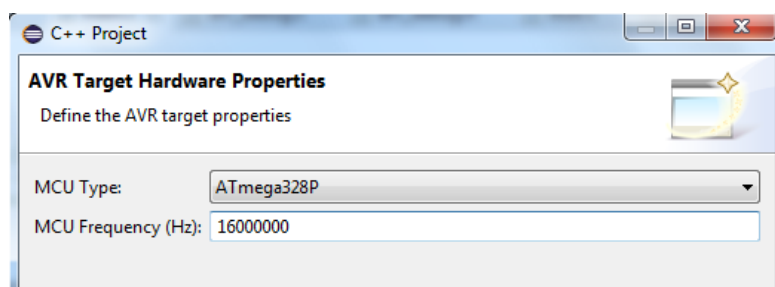 C++ Project
AVR Target Hardware Properties
Define the AVR target properties
MCU Type: ATmega328P
MCU Frequency (Hz): 16000000